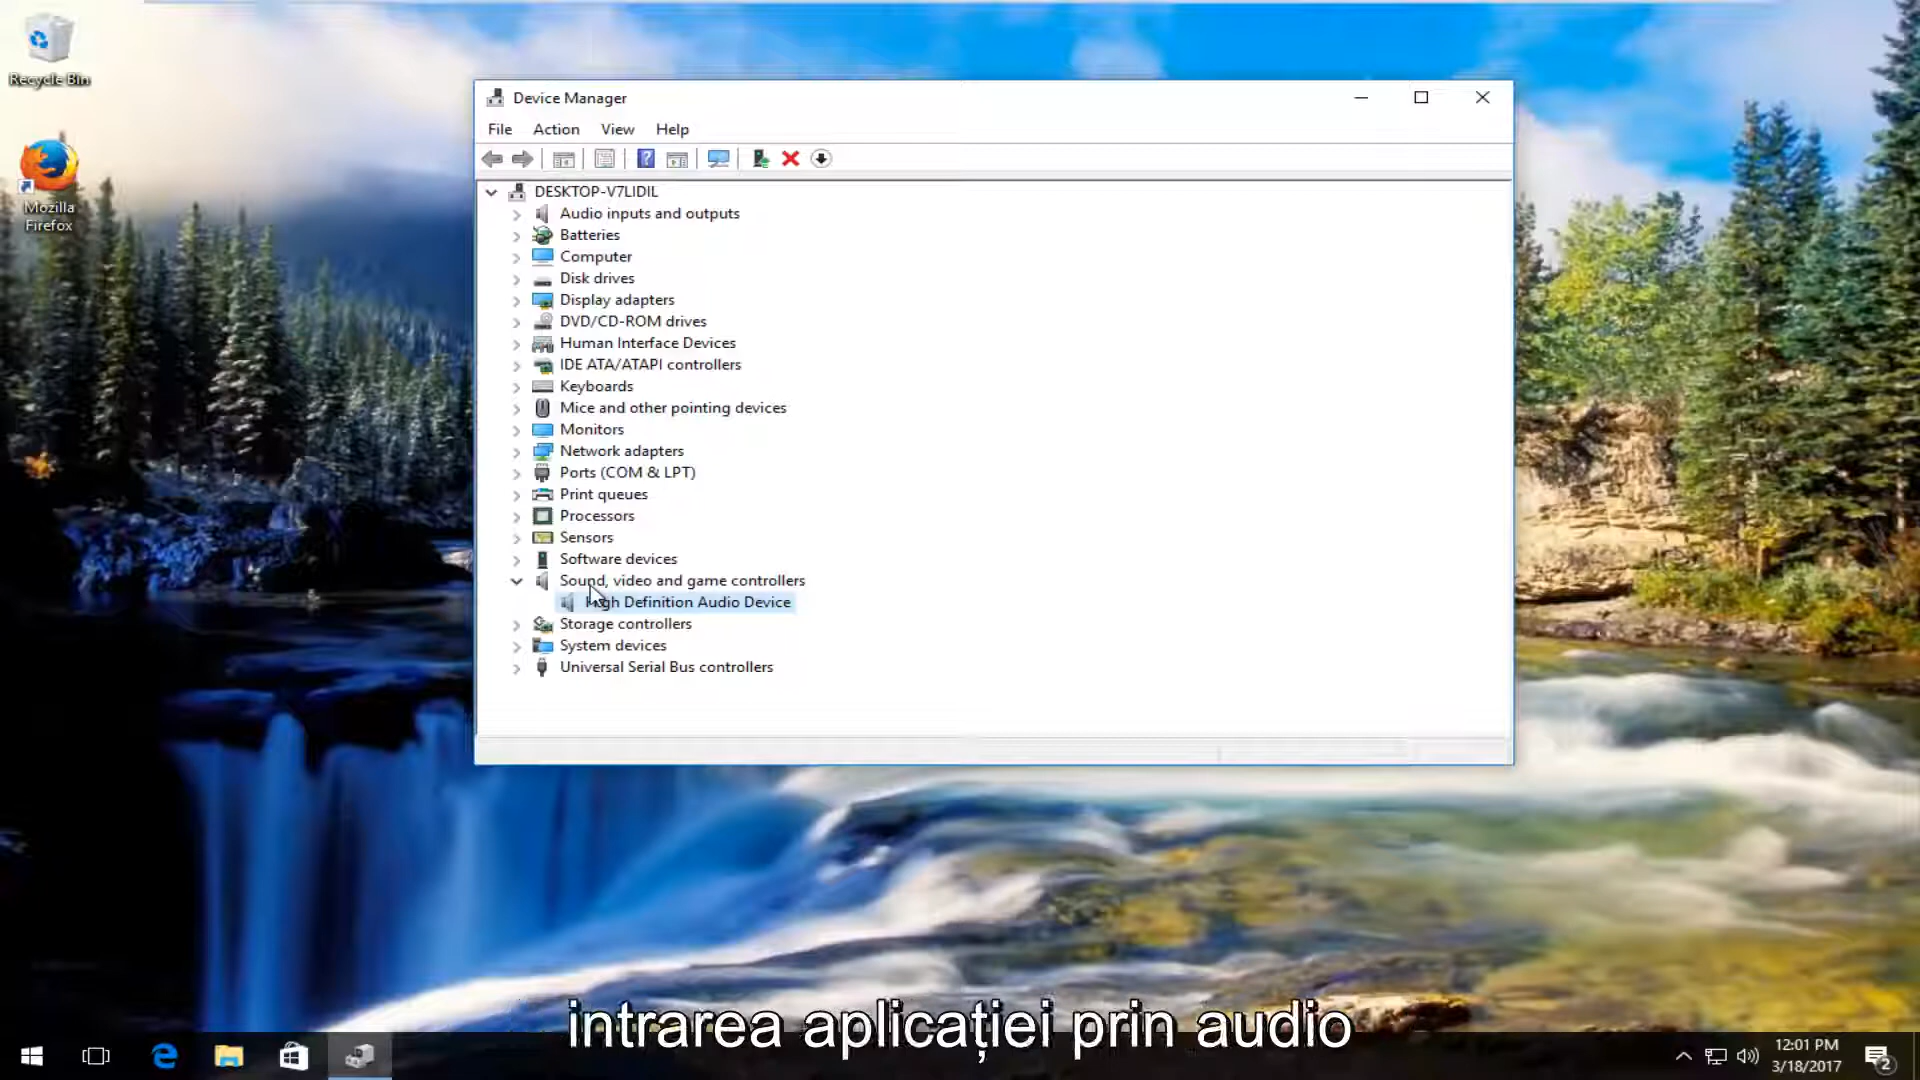 Recycle Bin
Mozilla
Firefox
Device Manager
File Action View Help
DESKTOP-V7LIDIL
Audio inputs and outputs
Batteries
Computer
Disk drives
Display adapters
DVD/CD-ROM drives
Human Interface Devices
IDE ATA/ATAPI controllers
Keyboards
Mice and other pointing devices
Monitors
Network adapters
Ports (COM & LPT)
Print queues
Processors
Sensors
Software devices
Sound, video and game controllers
High Definition Audio Device
Storage controllers
System devices
Universal Serial Bus controllers
intrarea aplicației prin audio
12:01 PM
3/18/2017
2